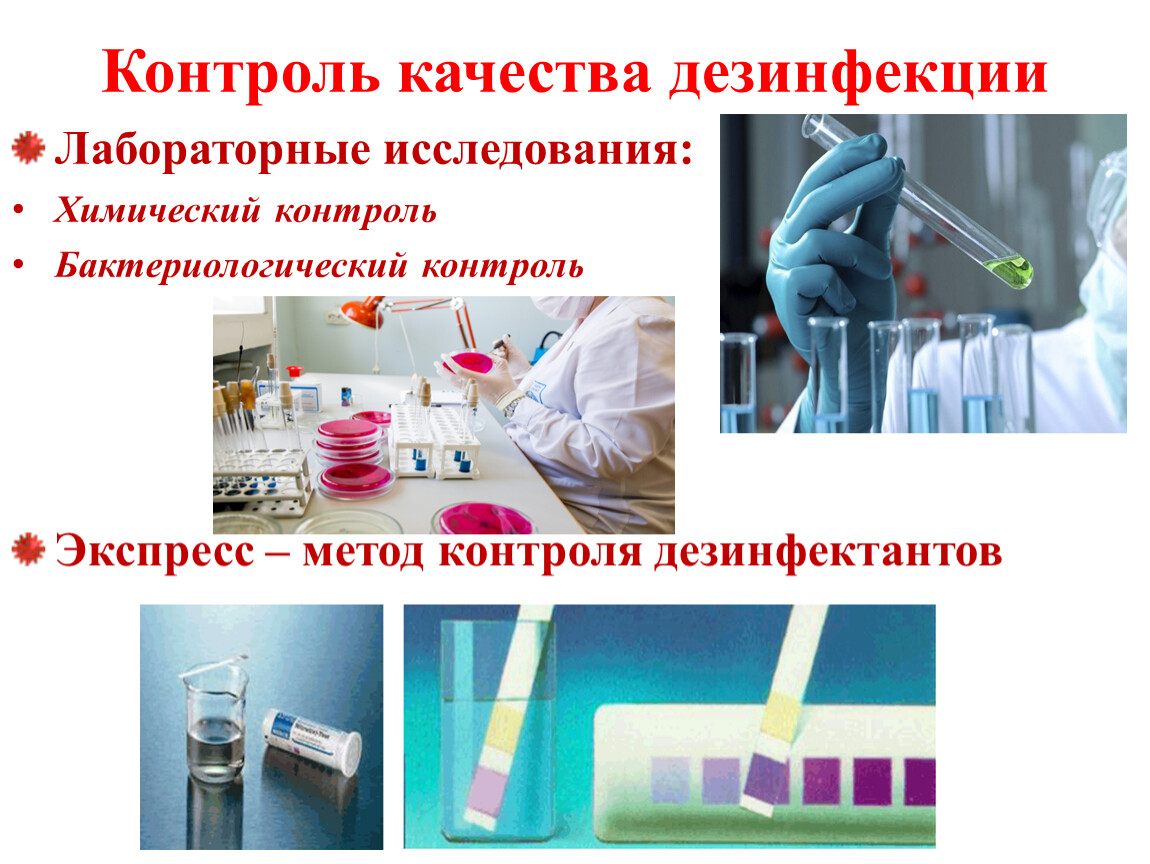 Контроль качества дезинфекции
Лабораторные исследования:
• Химический контроль
• Бактериологический контроль
Экспресс – метод контроля дезинфектантов